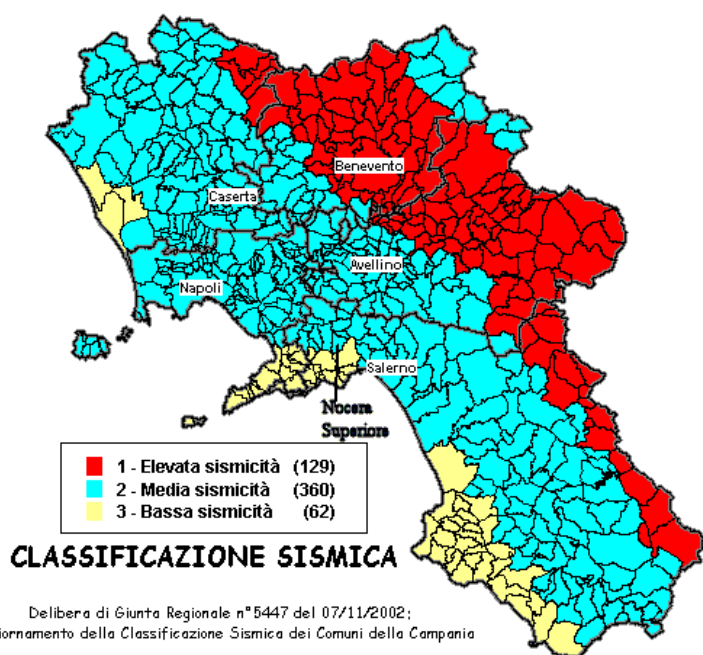 Benevento
Caserta
Avellino
Napoli
Salerno
Nocera
Superiore
1 - Elevata sismicità (129)
2 - Media sismicità (360)
3 - Bassa sismicità (62)
CLASSIFICAZIONE SISMICA
Delibera di Giunta Regionale n°5447 del 07/11/2002;
della Classificazione Sismica dei Comuni della Campania